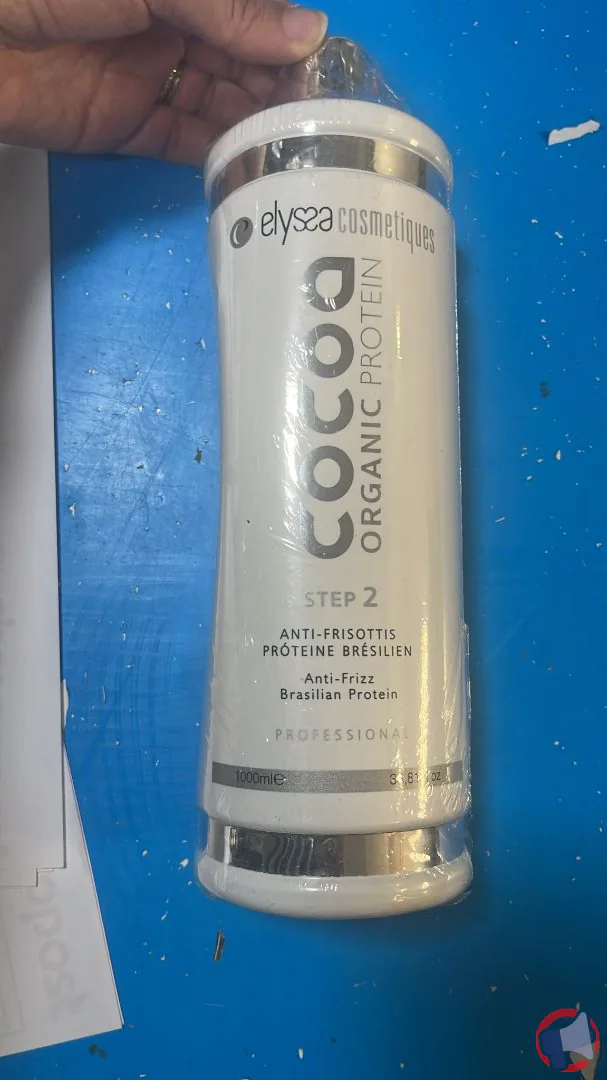 elyssa cosmetiques
COCOA
ORGANIC PROTEIN
STEP 2
ANTI-FRISOTTIS
PRÓTEINE BRÉSILIEN
Anti-Frizz
Brasilian Protein
PROFESSIONAL
1000ml℮